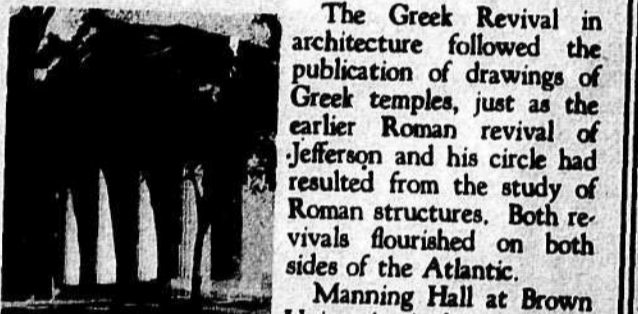 The Greek Revival in
architecture followed the
publication of drawings of
Greek temples, just as the
earlier Roman revival of
Jefferson and his circle had
resulted from the study of
Roman structures. Both re-
vivals flourished on both
sides of the Atlantic.
Manning Hall at Brown